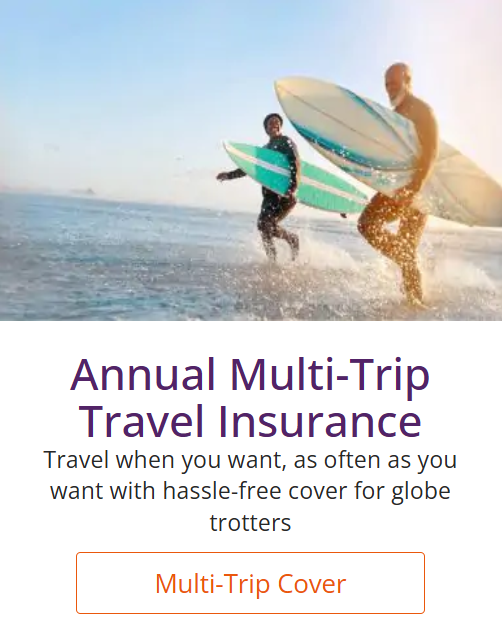 Annual Multi-Trip
Travel Insurance
Travel when you want, as often as you
want with hassle-free cover for globe
trotters
Multi-Trip Cover